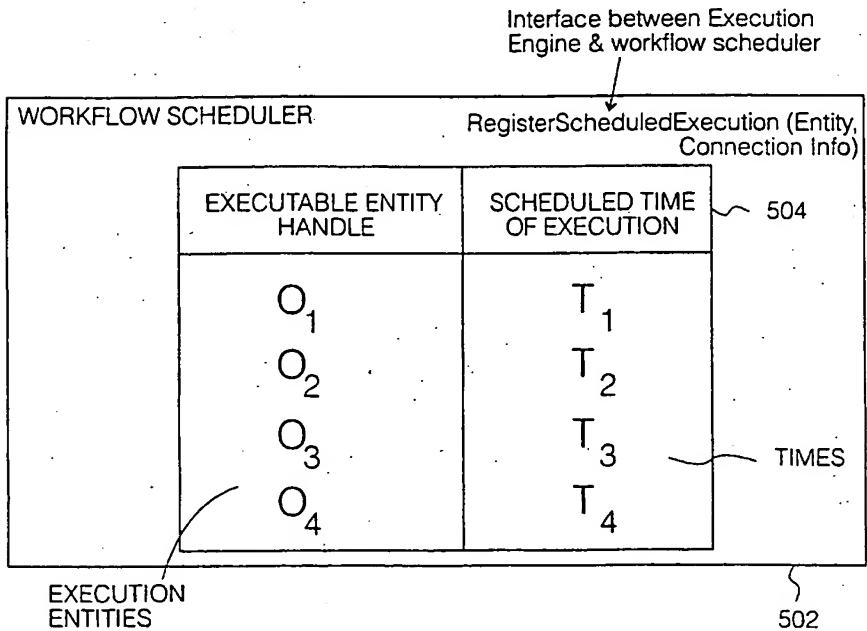 Interface between Execution
Engine & workflow scheduler
WORKFLOW SCHEDULER
RegisterScheduledExecution (Entity,
Connection Info)
EXECUTABLE ENTITY
HANDLE
SCHEDULED TIME
OF EXECUTION
504
O1 T1
O2 T2
O3 T3
TIMES
O4 T4
EXECUTION
ENTITIES
502